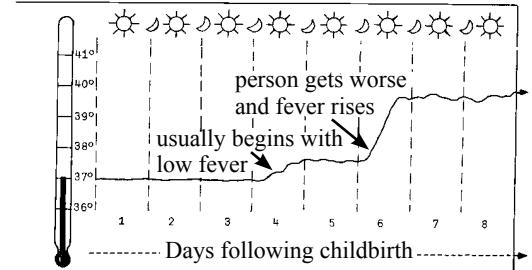 41°
40°
39°
38°
37°
36°
person gets worse
and fever rises
usually begins with
low fever
1 2 3 4 5 6 7 8
Days following childbirth